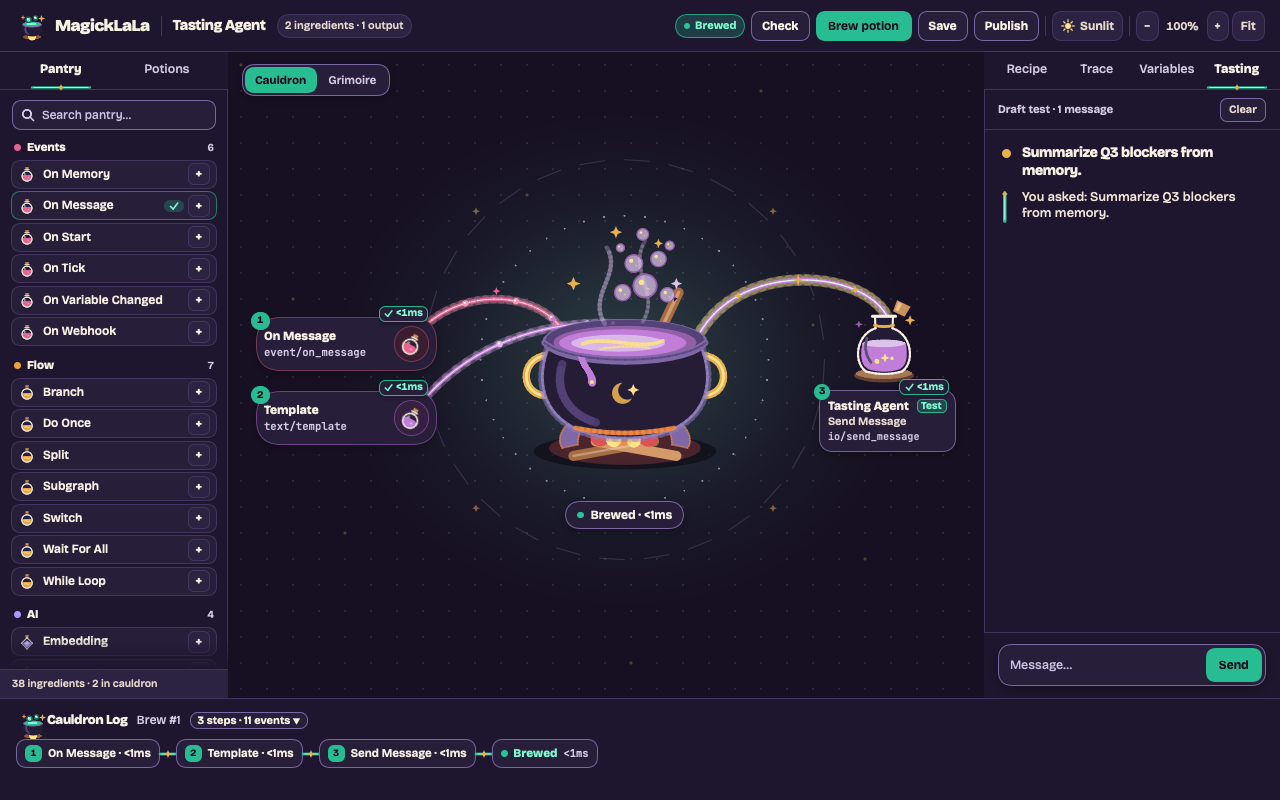 MagickLaLa
Tasting Agent
2 ingredients · 1 output
Brewed
Check
Brew potion
Save
Publish
Sunlit
−
100%
+
Fit
Pantry
Potions
Search pantry...
Events
6
On Memory
+
On Message
+
On Start
+
On Tick
+
On Variable Changed
+
On Webhook
+
Flow
7
Branch
+
Do Once
+
Split
+
Subgraph
+
Switch
+
Wait For All
+
While Loop
+
AI
4
Embedding
+
38 ingredients · 2 in cauldron
Cauldron
Grimoire
1
<1ms
On Message
event/on_message
2
<1ms
Template
text/template
Brewed · <1ms
3
<1ms
Tasting Agent
Test
Send Message
io/send_message
Recipe
Trace
Variables
Tasting
Draft test · 1 message
Clear
Summarize Q3 blockers from
memory.
You asked: Summarize Q3 blockers
from memory.
Message...
Send
Cauldron Log
Brew #1
3 steps · 11 events ▾
1 On Message · <1ms
2 Template · <1ms
3 Send Message · <1ms
Brewed <1ms